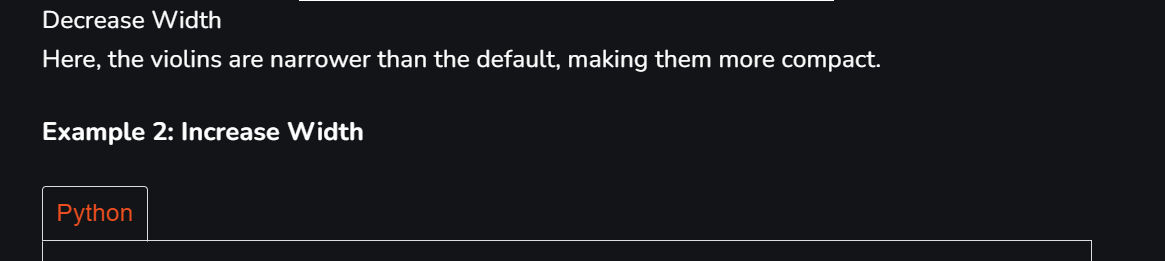 Decrease Width
Here, the violins are narrower than the default, making them more compact.
Example 2: Increase Width
Python